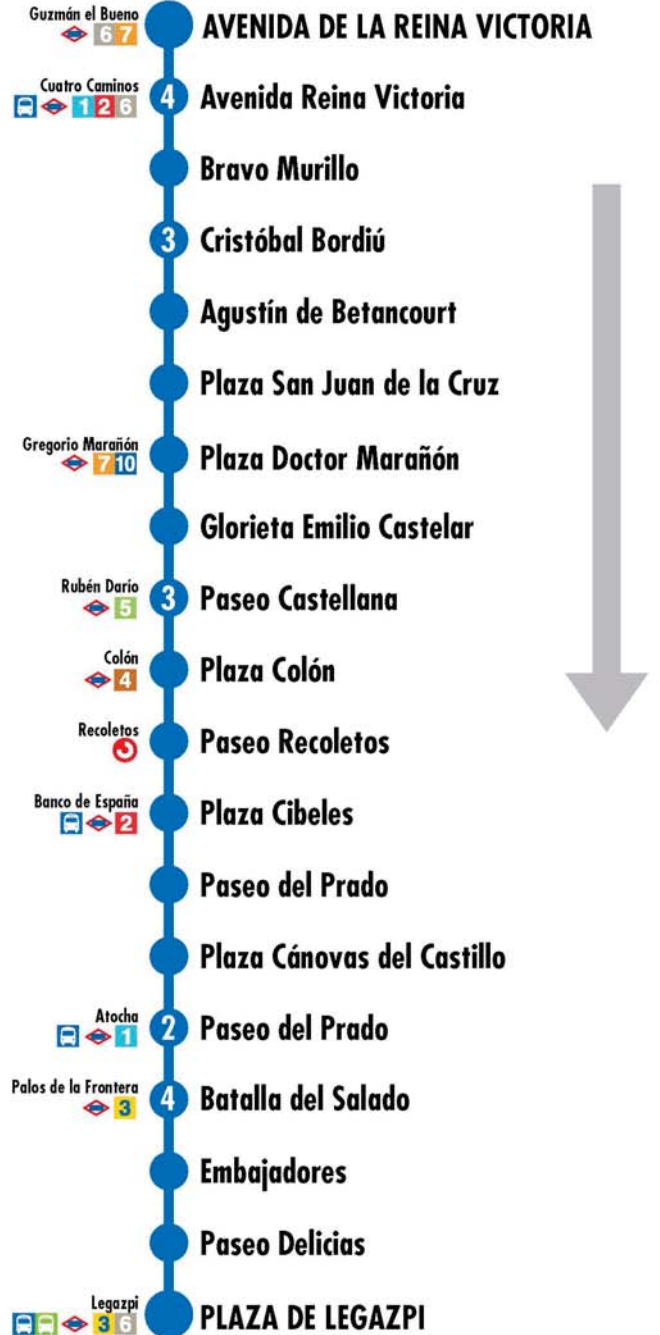 Guzmán el Bueno
6 7
AVENIDA DE LA REINA VICTORIA
Cuatro Caminos
1 2 6
4 Avenida Reina Victoria
Bravo Murillo
3 Cristóbal Bordiú
Agustín de Betancourt
Plaza San Juan de la Cruz
Gregorio Marañón
7 10
Plaza Doctor Marañón
Glorieta Emilio Castelar
Rubén Darío
5
3 Paseo Castellana
Colón
4
Plaza Colón
Recoletos
Paseo Recoletos
Banco de España
2
Plaza Cibeles
Paseo del Prado
Plaza Cánovas del Castillo
Atocha
1
2 Paseo del Prado
Palos de la Frontera
3
4 Batalla del Salado
Embajadores
Paseo Delicias
Legazpi
3 6
PLAZA DE LEGAZPI